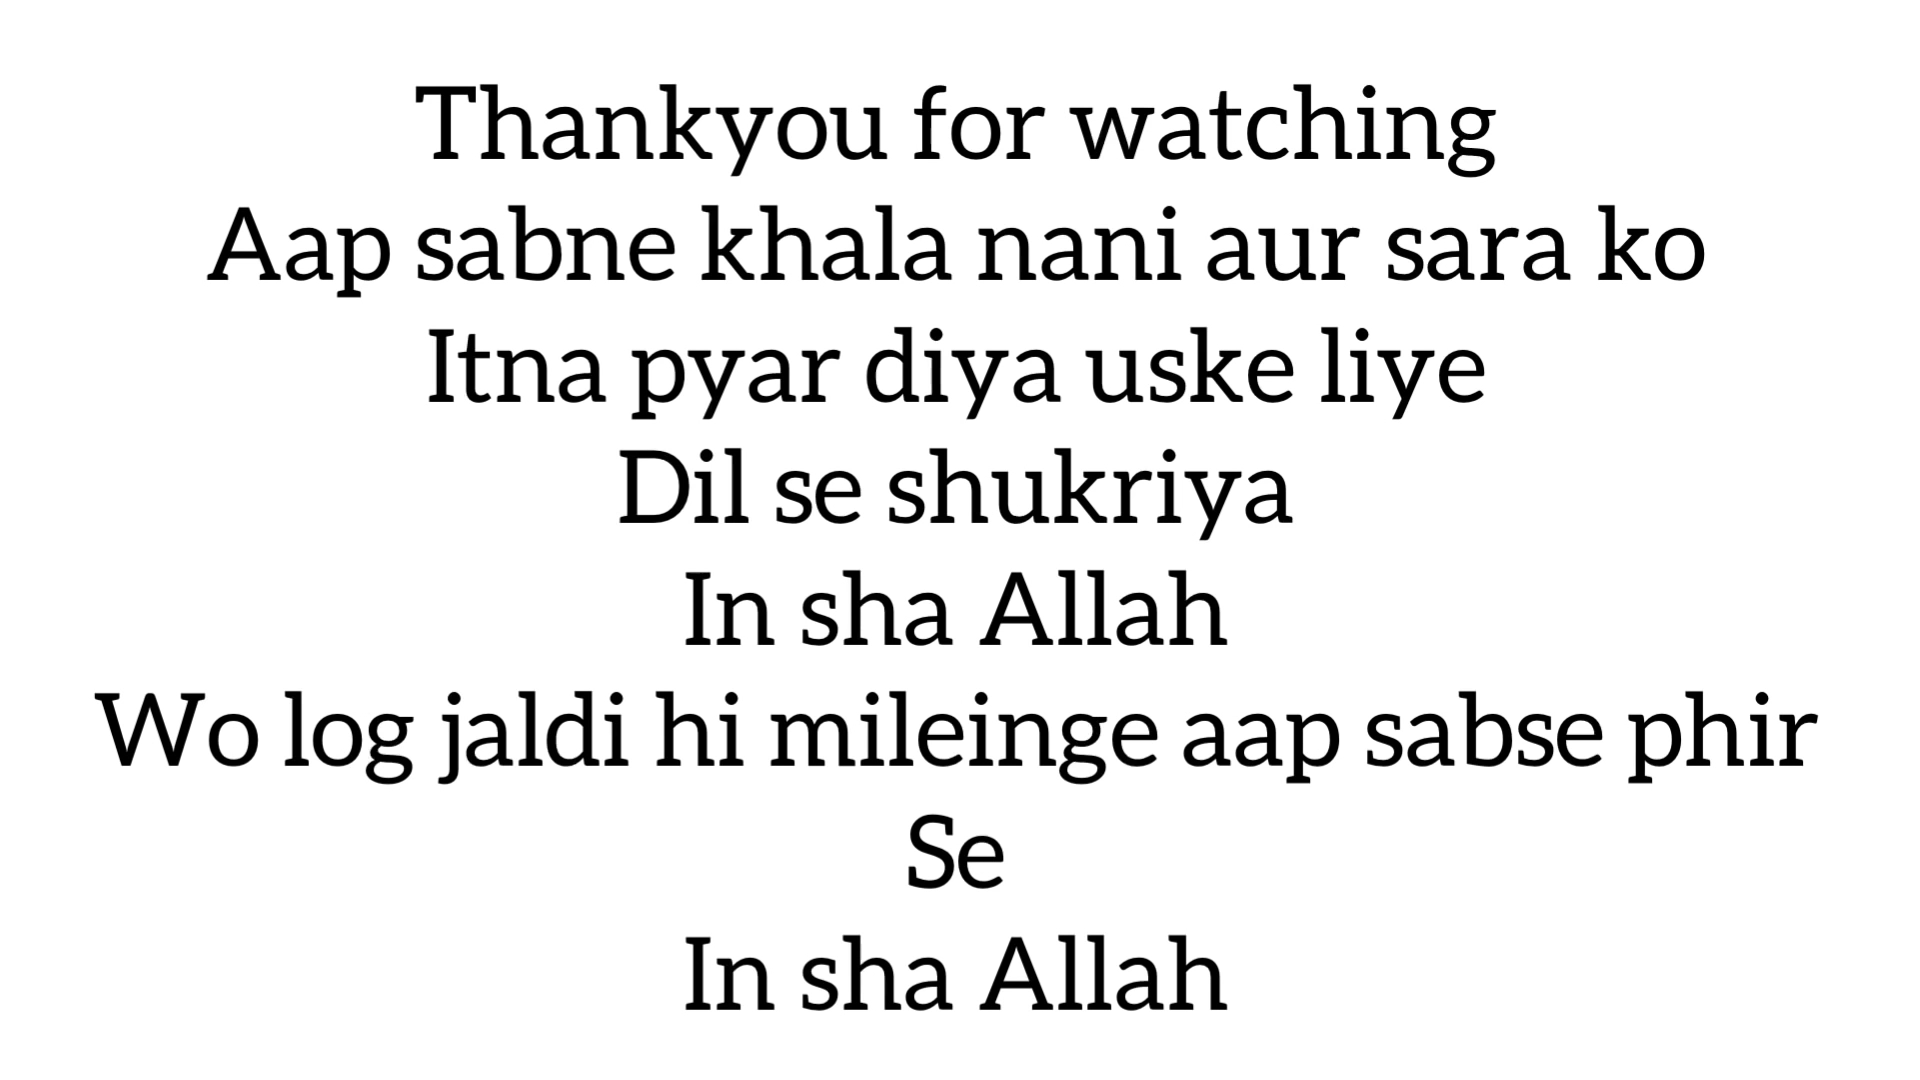 Thankyou for watching
Aap sabne khala nani aur sara ko
Itna pyar diya uske liye
Dil se shukriya
In sha Allah
Wo log jaldi hi mileinge aap sabse phir
Se
In sha Allah